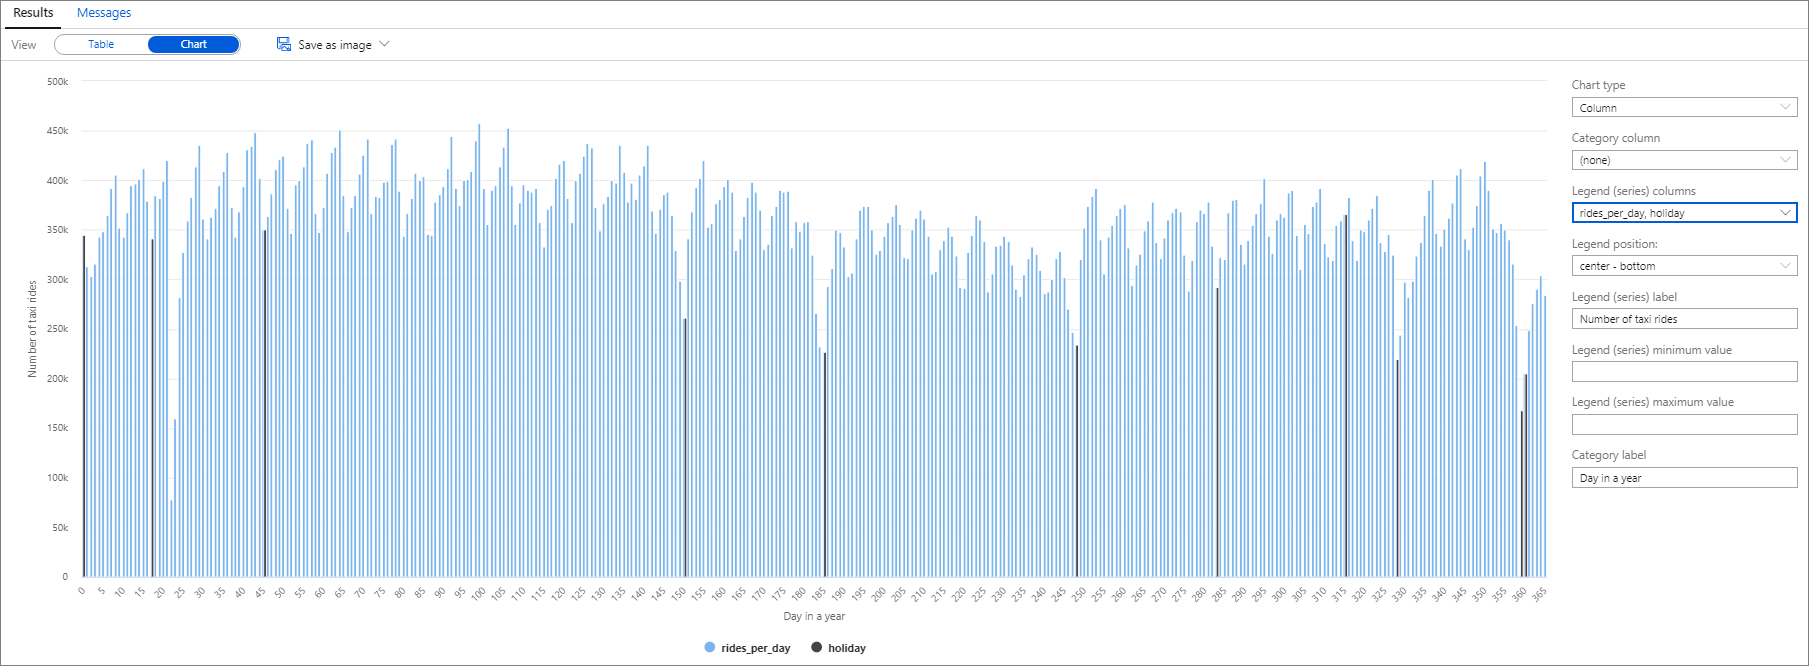 Results Messages
View Table Chart Save as image
500k
450k
400k
350k
300k
250k
200k
150k
100k
50k
0
Number of taxi rides
0 5 10 15 20 25 30 35 40 45 50 55 60 65 70 75 80 85 90 95 100 105 110 115 120 125 130 135 140 145 150 155 160 165 170 175 180 185 190 195 200 205 210 215 220 225 230 235 240 245 250 255 260 265 270 275 280 285 290 295 300 305 310 315 320 325 330 335 340 345 350 355 360 365
Day in a year
rides_per_day holiday
Chart type
Column
Category column
(none)
Legend (series) columns
rides_per_day, holiday
Legend position:
center - bottom
Legend (series) label
Number of taxi rides
Legend (series) minimum value
Legend (series) maximum value
Category label
Day in a year